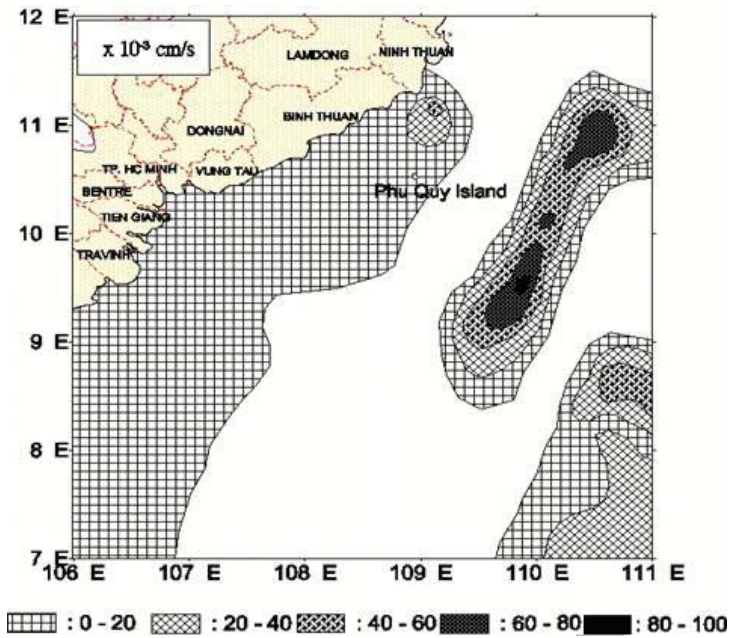 12 E
x 10⁻³ cm/s
LAMDONG
NINH THUAN
11 E
BINH THUAN
DONGNAI
TP. HC MINH
VUNG TAU
Phu Quy Island
BENTRE
10 E
TIEN GIANG
TRAVINH
9 E
8 E
7 E
106 E 107 E 108 E 109 E 110 E 111 E
: 0 - 20 : 20 - 40 : 40 - 60 : 60 - 80 : 80 - 100